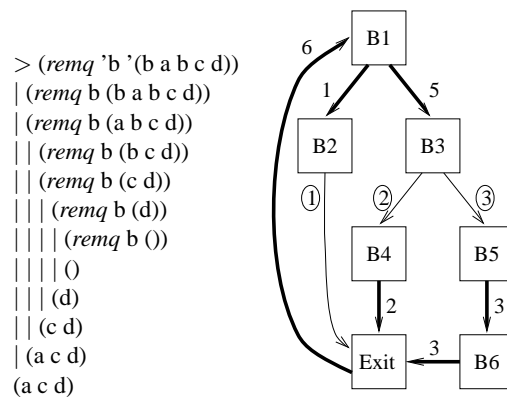 > (remq ’b ’(b a b c d))
| (remq b (b a b c d))
| (remq b (a b c d))
| | (remq b (b c d))
| | (remq b (c d))
| | | (remq b (d))
| | | | (remq b ())
| | | | ()
| | | (d)
| | (c d)
| (a c d)
(a c d)
6
B1
1
5
B2
B3
1
2
3
B4
B5
2
3
Exit
3
B6